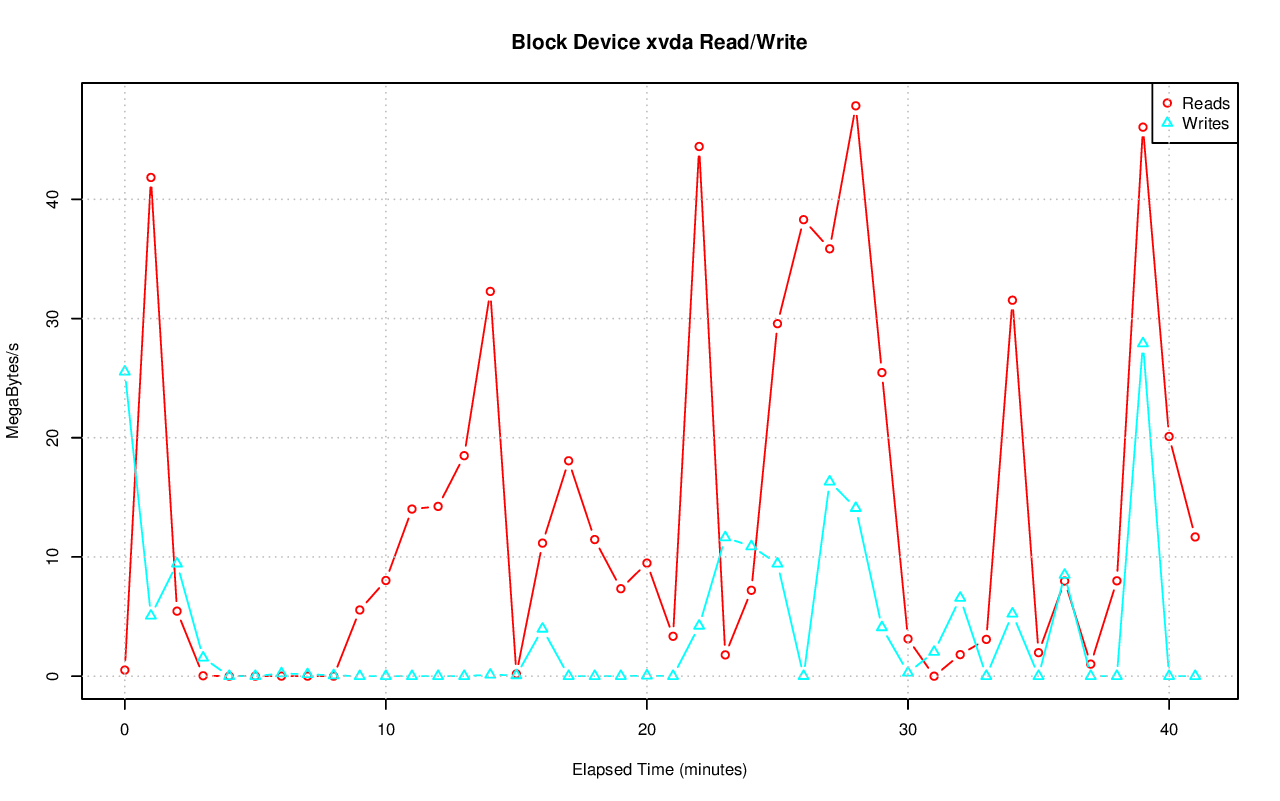 Block Device xvda Read/Write
Reads
Writes
MegaBytes/s
40
30
20
10
0
0 10 20 30 40
Elapsed Time (minutes)